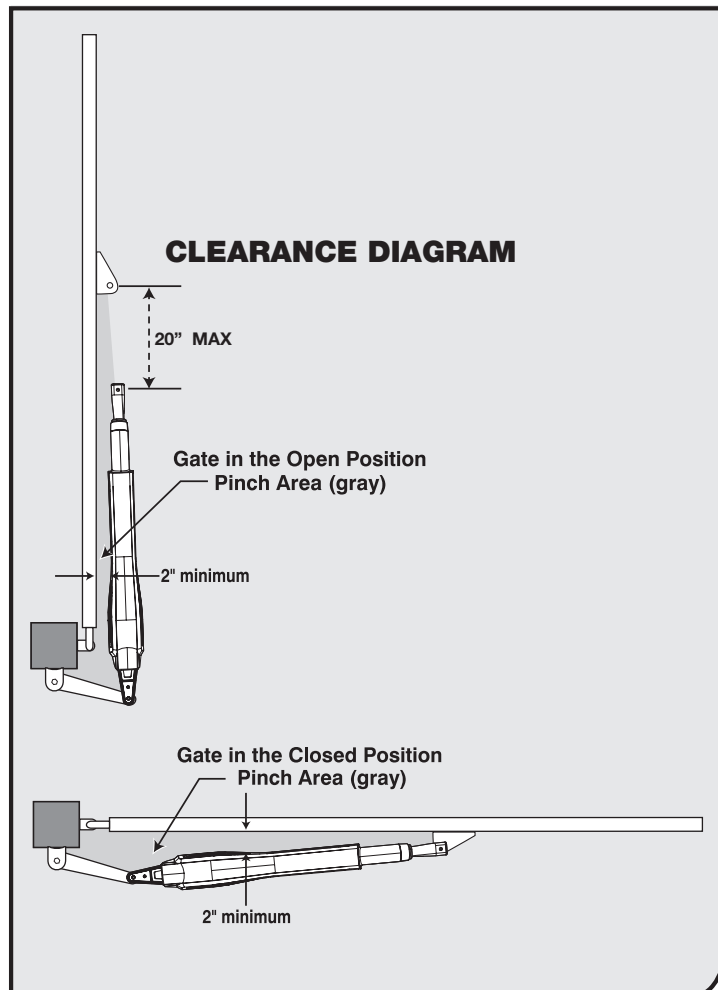 CLEARANCE DIAGRAM
20” MAX
Gate in the Open Position
Pinch Area (gray)
2" minimum
Gate in the Closed Position
Pinch Area (gray)
2" minimum